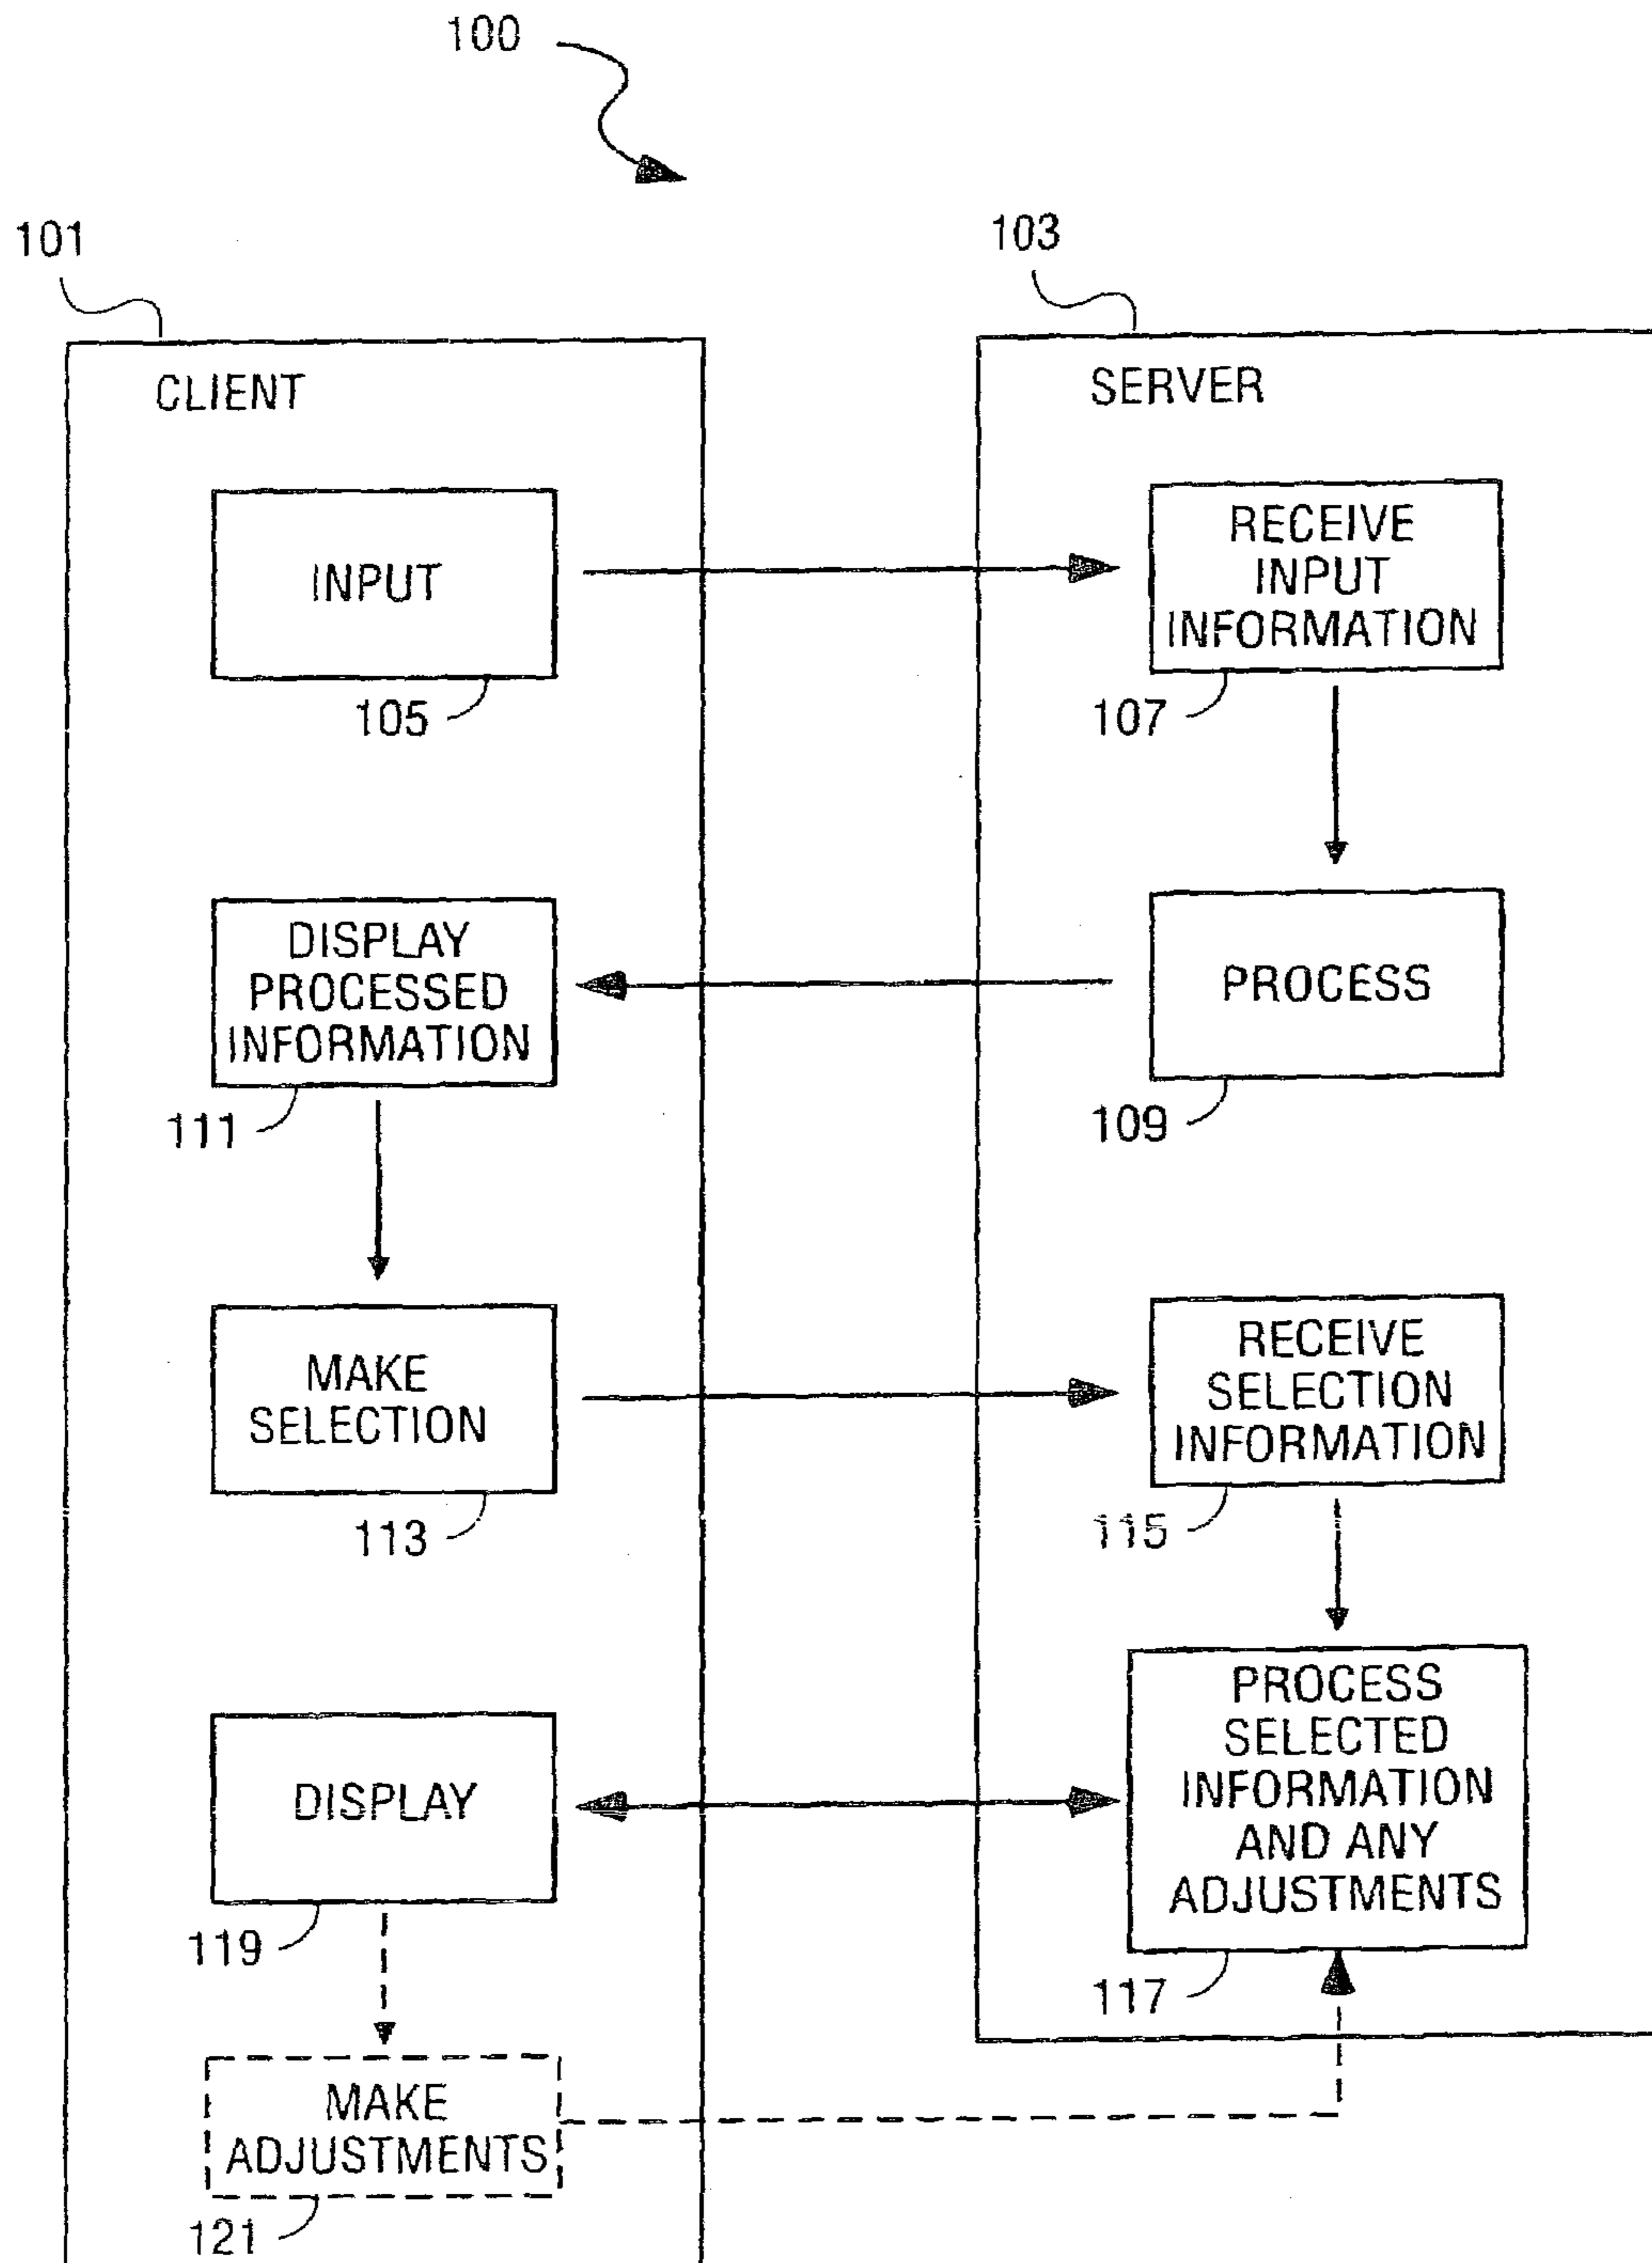 100
101
103
CLIENT
SERVER
INPUT
105
RECEIVE
INPUT
INFORMATION
107
DISPLAY
PROCESSED
INFORMATION
111
PROCESS
109
MAKE
SELECTION
113
RECEIVE
SELECTION
INFORMATION
115
DISPLAY
119
PROCESS
SELECTED
INFORMATION
AND ANY
ADJUSTMENTS
117
MAKE
ADJUSTMENTS
121